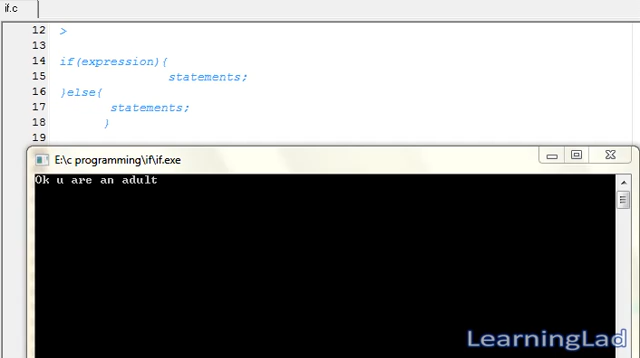 if.c
12 >
13
14 if(expression){
15 statements;
16 }else{
17 statements;
18 }
19
E:\c programming\if\if.exe
Ok u are an adult
LearningLad